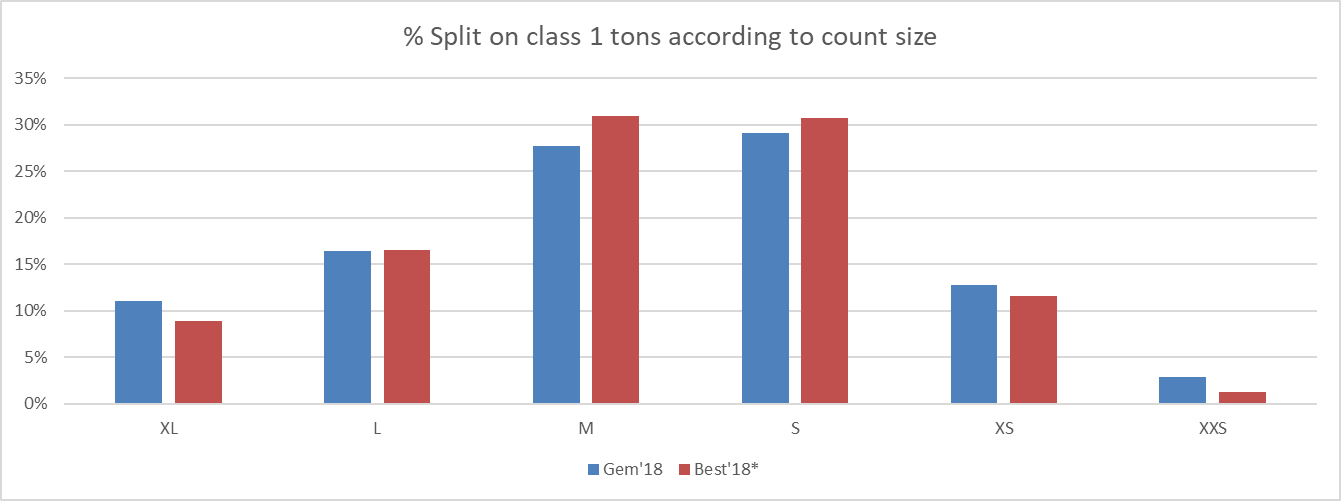 % Split on class 1 tons according to count size
35%
30%
25%
20%
15%
10%
5%
0%
XL L M S XS XXS
Gem'18 Best'18*